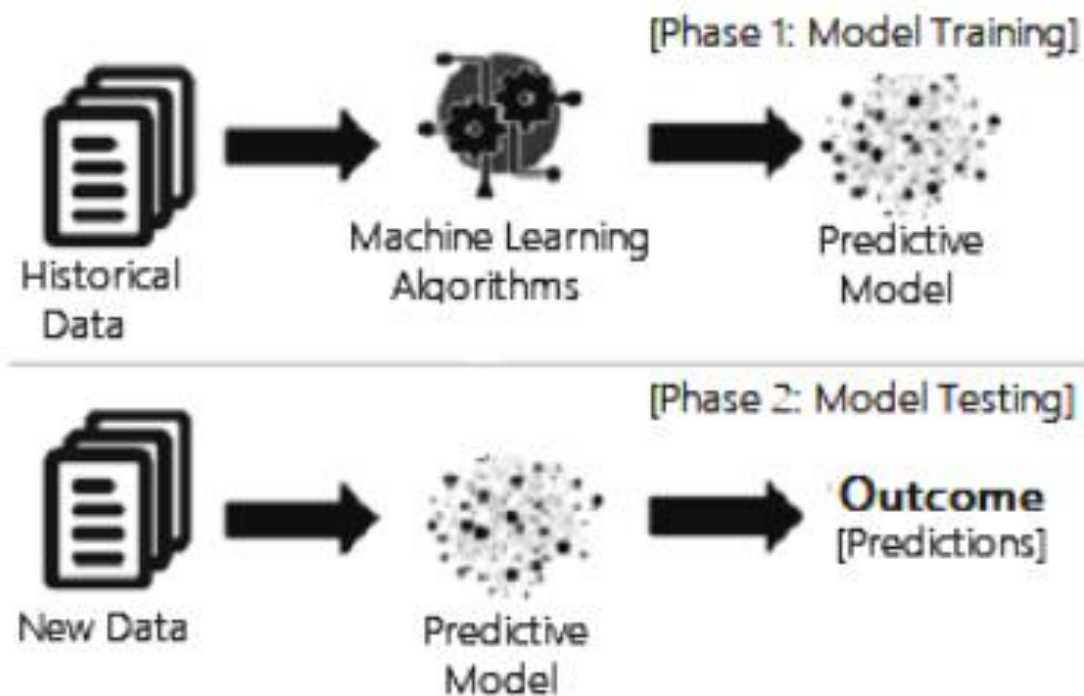 [Phase 1: Model Training]
Historical
Data
Machine Learning
Algorithms
Predictive
Model
[Phase 2: Model Testing]
New Data
Predictive
Model
Outcome
[Predictions]